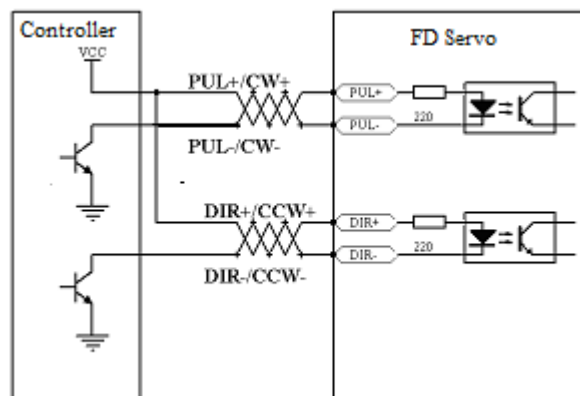 Controller
FD Servo
VCC
PUL+/CW+
PUL+
220
PUL-
PUL-/CW-
DIR+/CCW+
DIR+
220
DIR-
DIR-/CCW-